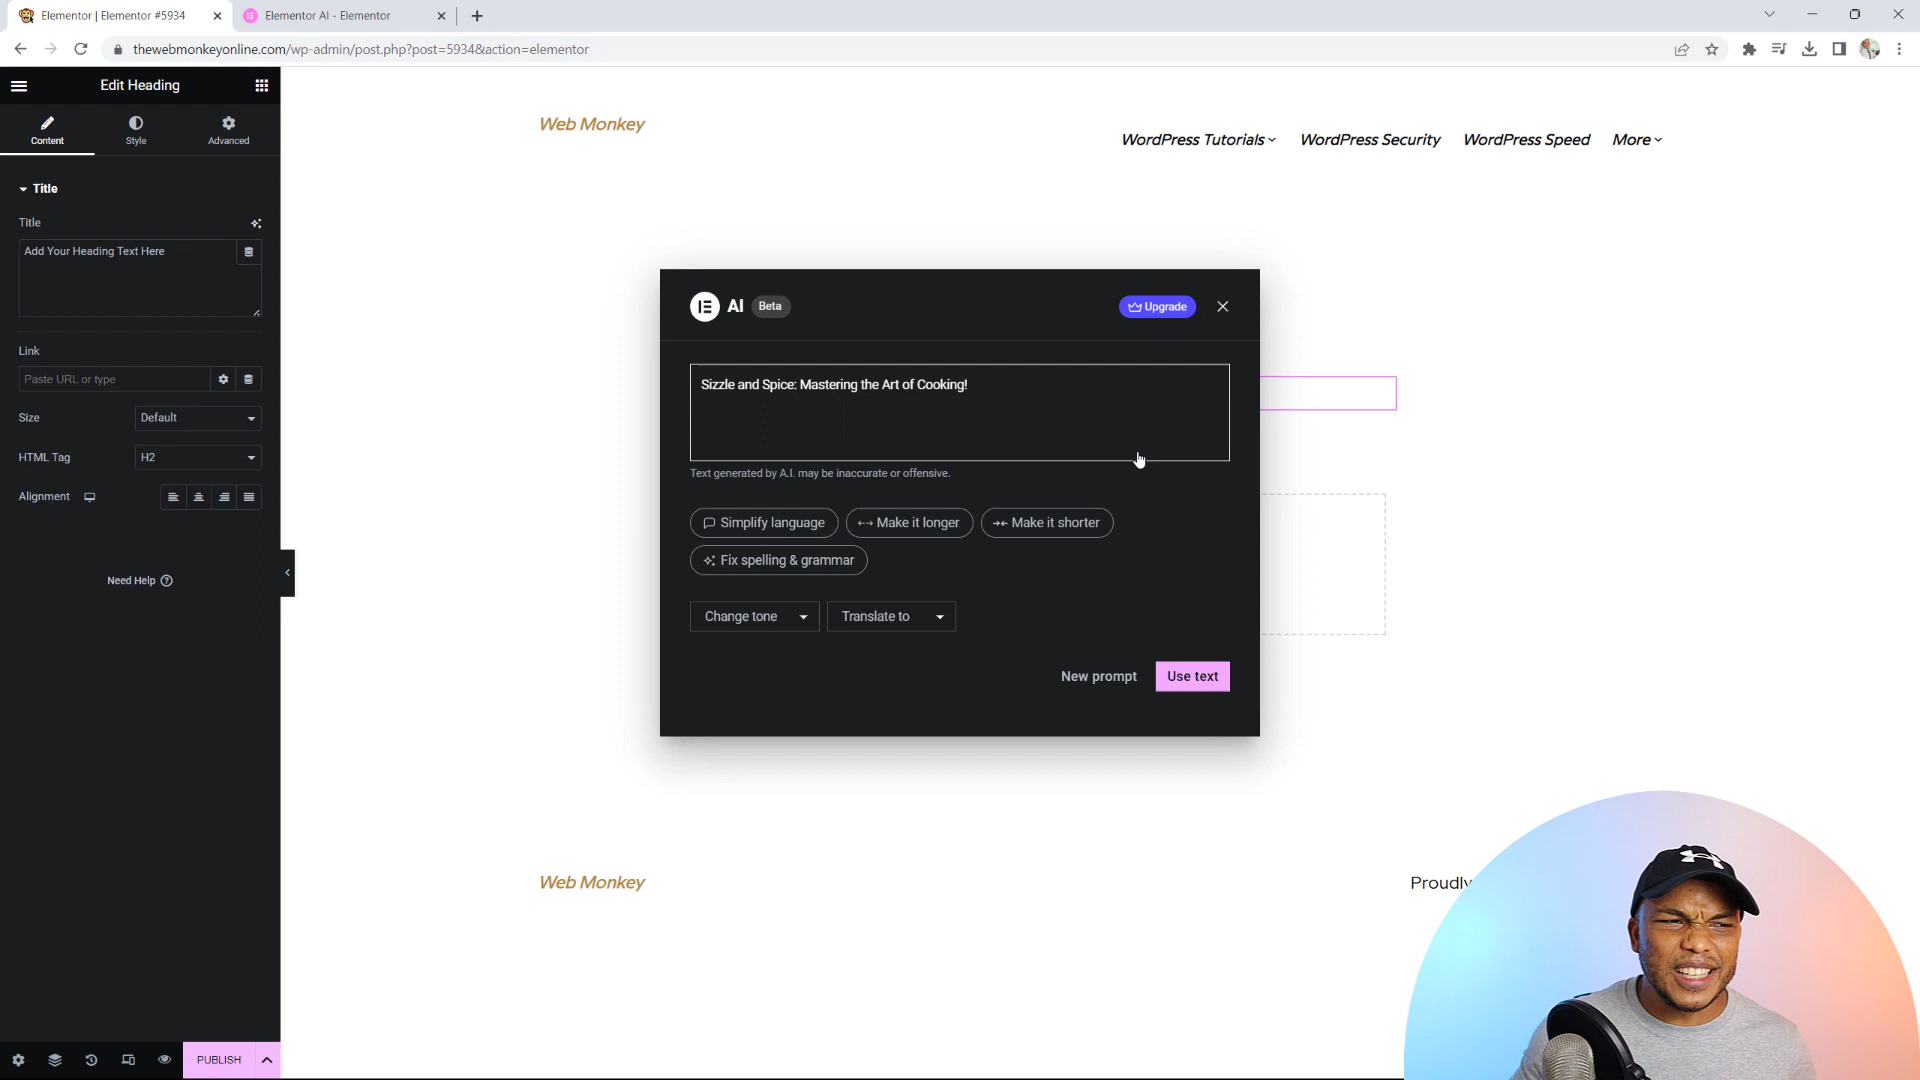 Elementor | Elementor #5934
Elementor AI - Elementor
thewebmonkeyonline.com/wp-admin/post.php?post=5934&action=elementor
Edit Heading
Content
Style
Advanced
Title
Title
Add Your Heading Text Here
Link
Paste URL or type
Size
Default
HTML Tag
H2
Alignment
Need Help
PUBLISH
Web Monkey
WordPress Tutorials
WordPress Security
WordPress Speed
More
AI
Beta
Upgrade
Sizzle and Spice: Mastering the Art of Cooking!
Text generated by A.I. may be inaccurate or offensive.
Simplify language
Make it longer
Make it shorter
Fix spelling & grammar
Change tone
Translate to
New prompt
Use text
Web Monkey
Proudly